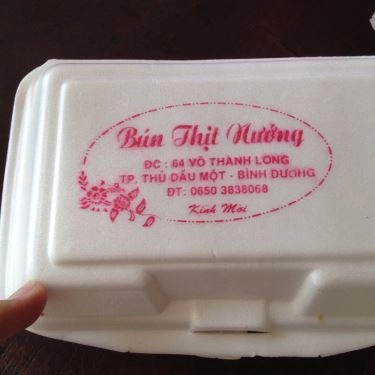 Bún Thịt Nướng
ĐC : 64 VÕ THÀNH LONG
TP. THỦ DẦU MỘT - BÌNH DƯƠNG
ĐT: 0650 3838068
Kính Mời